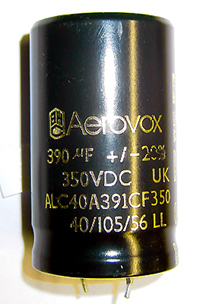 Aerovox
390 µF +/- 20%
350VDC UK
ALC40A391CF350
40/105/56 LL